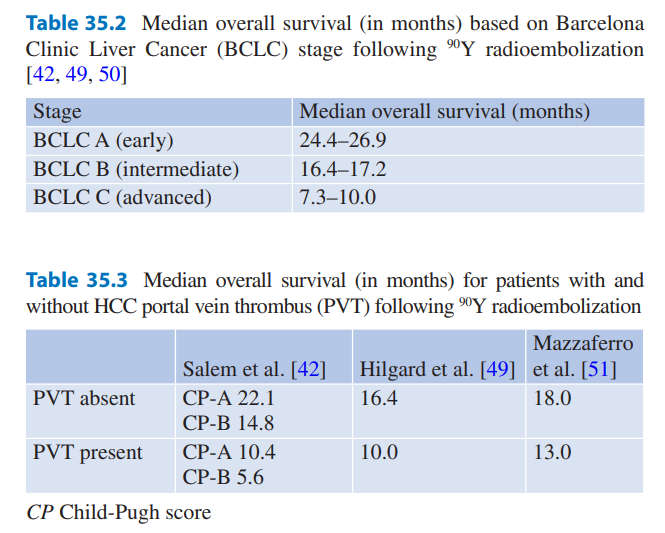 Table 35.2 Median overall survival (in months) based on Barcelona
Clinic Liver Cancer (BCLC) stage following ⁹⁰Y radioembolization
[42, 49, 50]
Stage Median overall survival (months)
BCLC A (early) 24.4–26.9
BCLC B (intermediate) 16.4–17.2
BCLC C (advanced) 7.3–10.0
Table 35.3 Median overall survival (in months) for patients with and
without HCC portal vein thrombus (PVT) following ⁹⁰Y radioembolization
Salem et al. [42] Hilgard et al. [49] Mazzaferro
et al. [51]
PVT absent CP-A 22.1 16.4 18.0
CP-B 14.8
PVT present CP-A 10.4 10.0 13.0
CP-B 5.6
CP Child-Pugh score